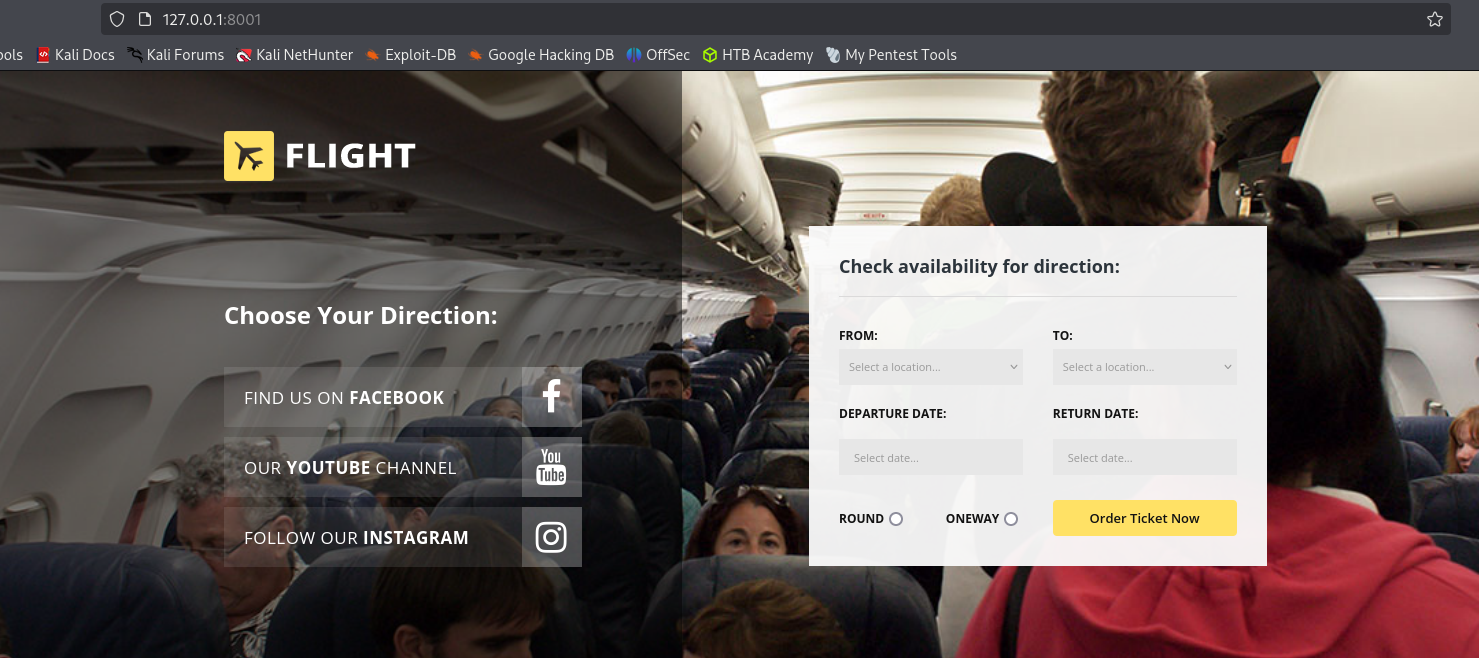 127.0.0.1:8001
ools Kali Docs Kali Forums Kali NetHunter Exploit-DB Google Hacking DB OffSec HTB Academy My Pentest Tools
FLIGHT
Choose Your Direction:
FIND US ON FACEBOOK
OUR YOUTUBE CHANNEL
You
Tube
FOLLOW OUR INSTAGRAM
Check availability for direction:
FROM: TO:
Select a location... Select a location...
DEPARTURE DATE: RETURN DATE:
Select date... Select date...
ROUND ONEWAY Order Ticket Now